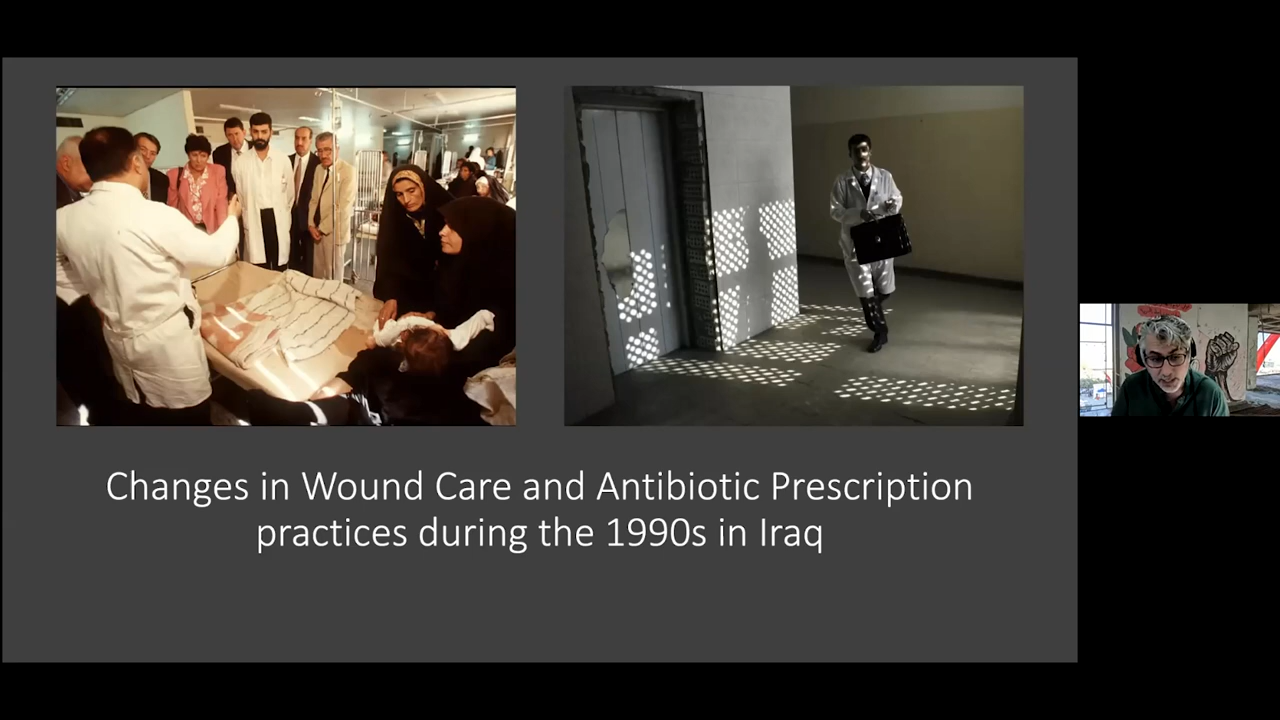 Changes in Wound Care and Antibiotic Prescription
practices during the 1990s in Iraq